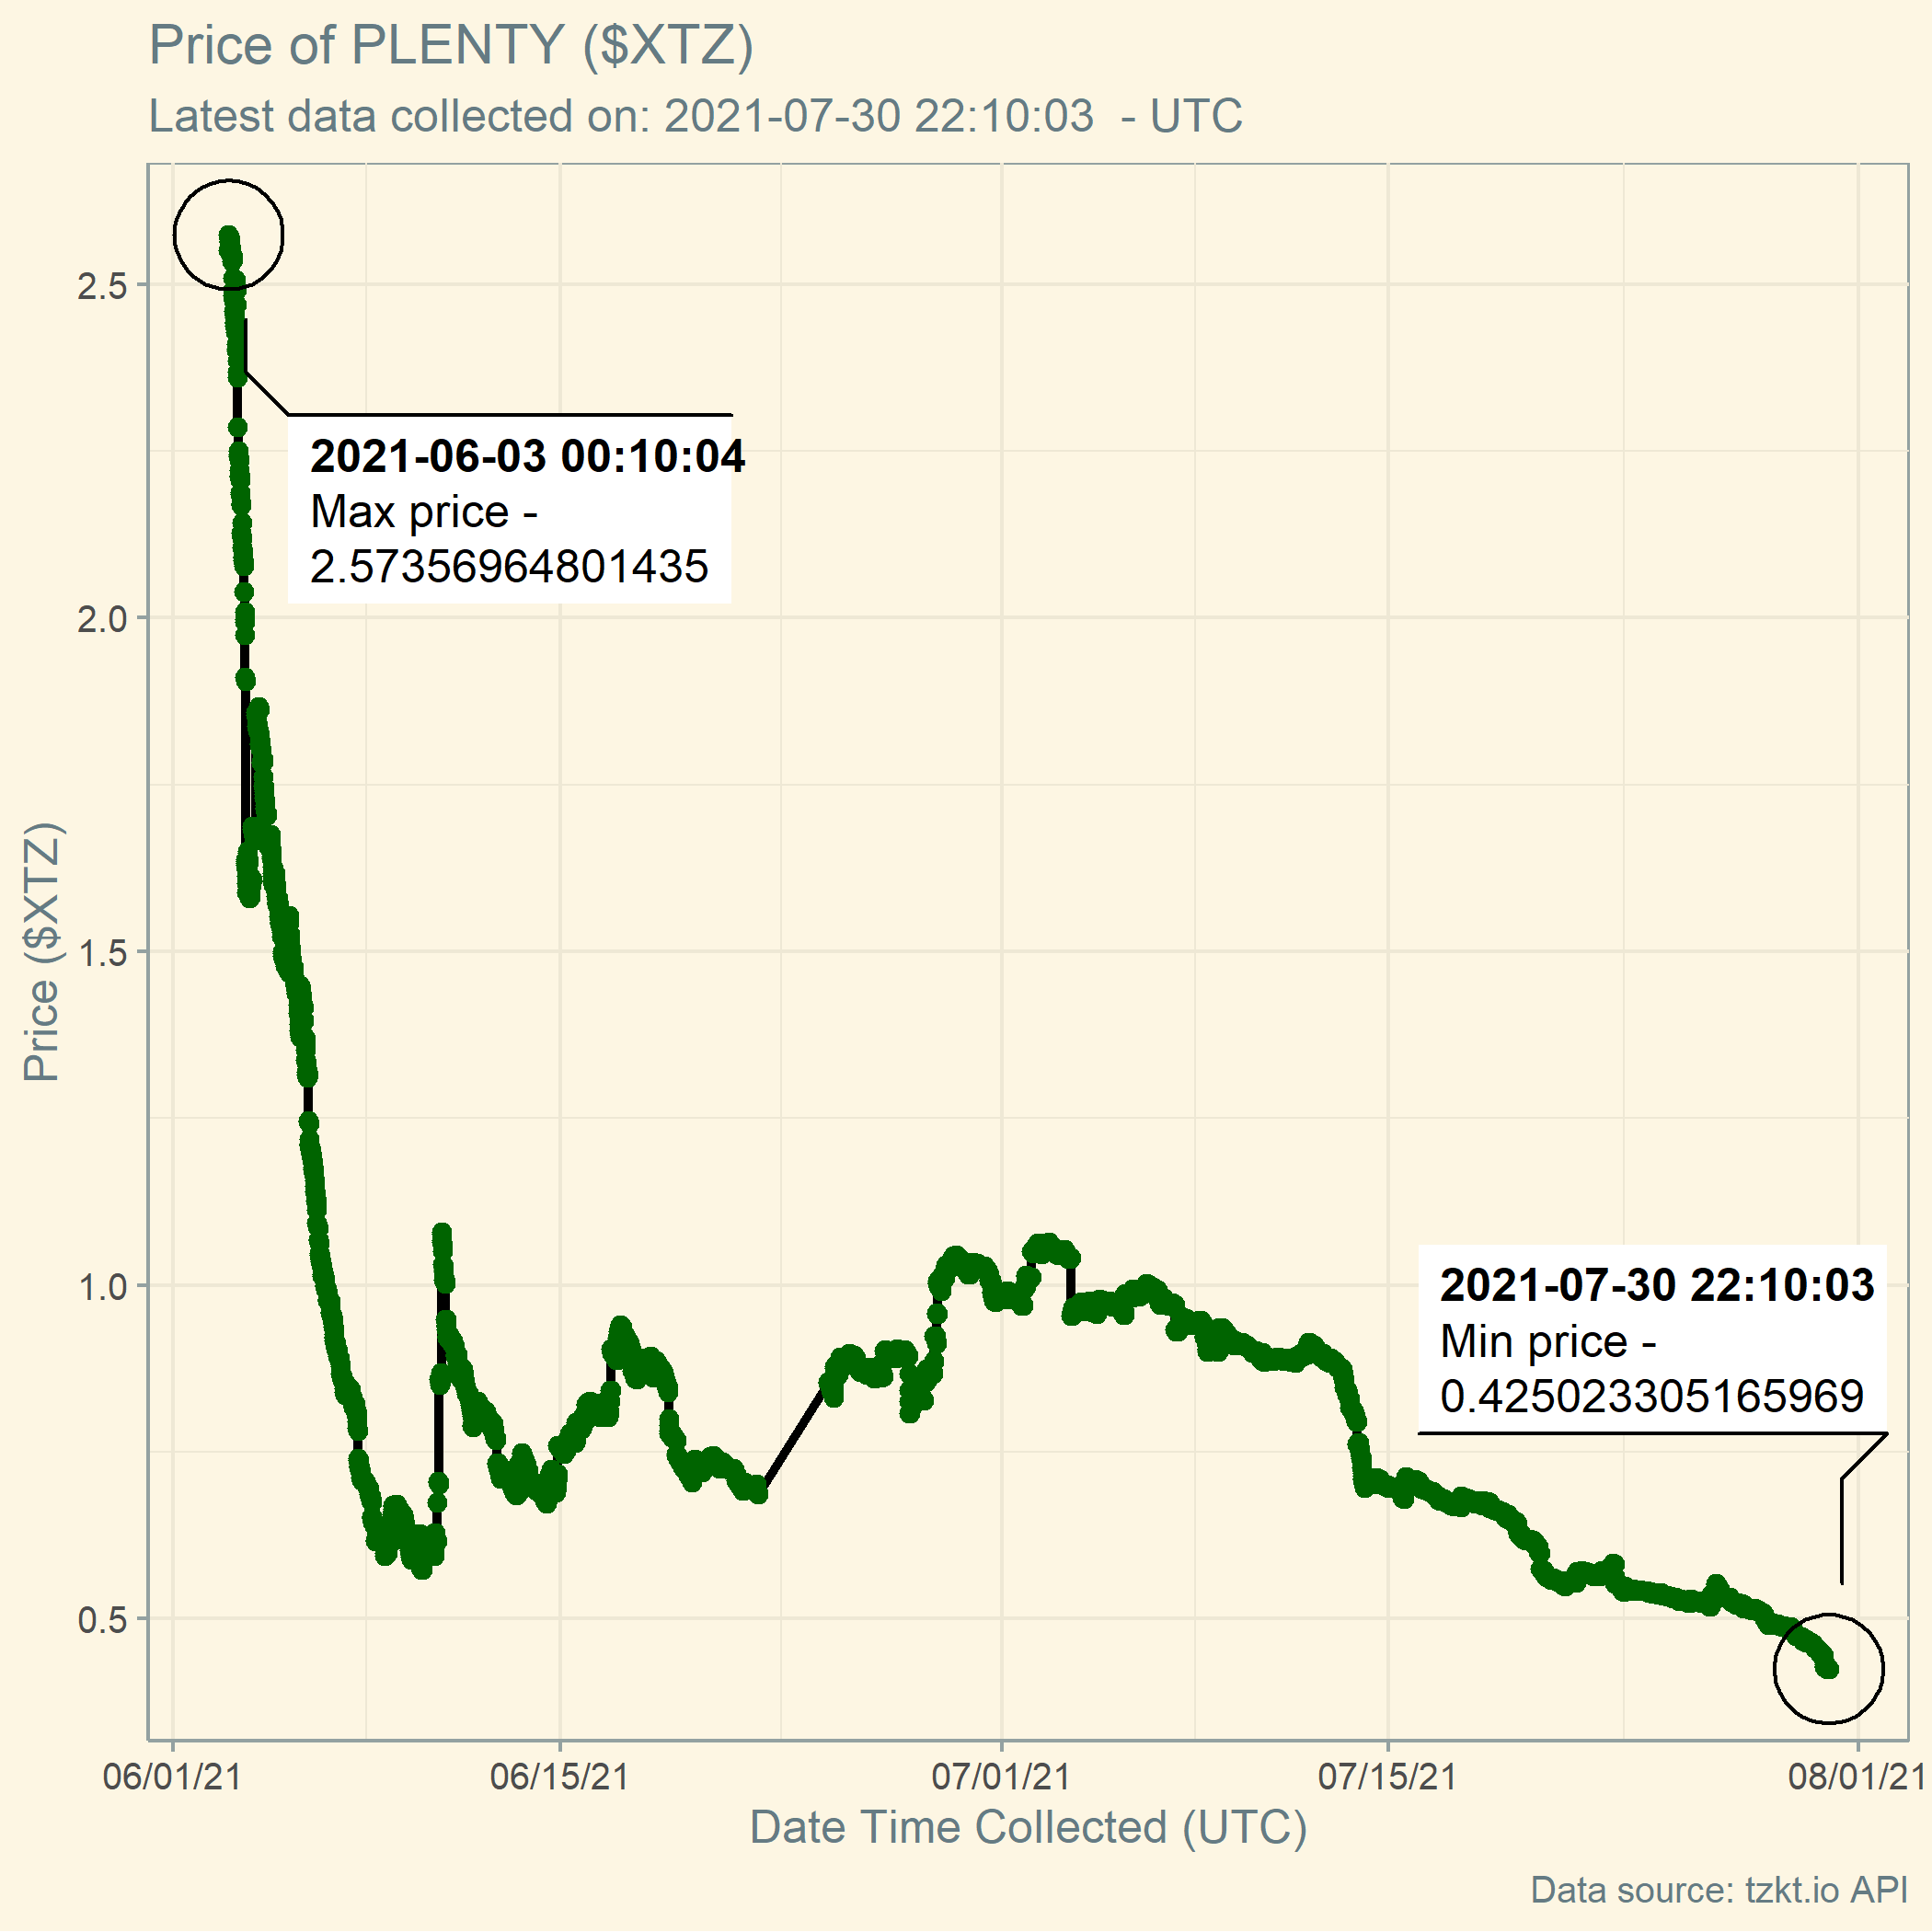 Price of PLENTY ($XTZ)
Latest data collected on: 2021-07-30 22:10:03  - UTC
2.5
2.0
1.5
1.0
0.5
Price ($XTZ)
2021-06-03 00:10:04
Max price -
2.57356964801435
2021-07-30 22:10:03
Min price -
0.425023305165969
06/01/21
06/15/21
07/01/21
07/15/21
08/01/21
Date Time Collected (UTC)
Data source: tzkt.io API